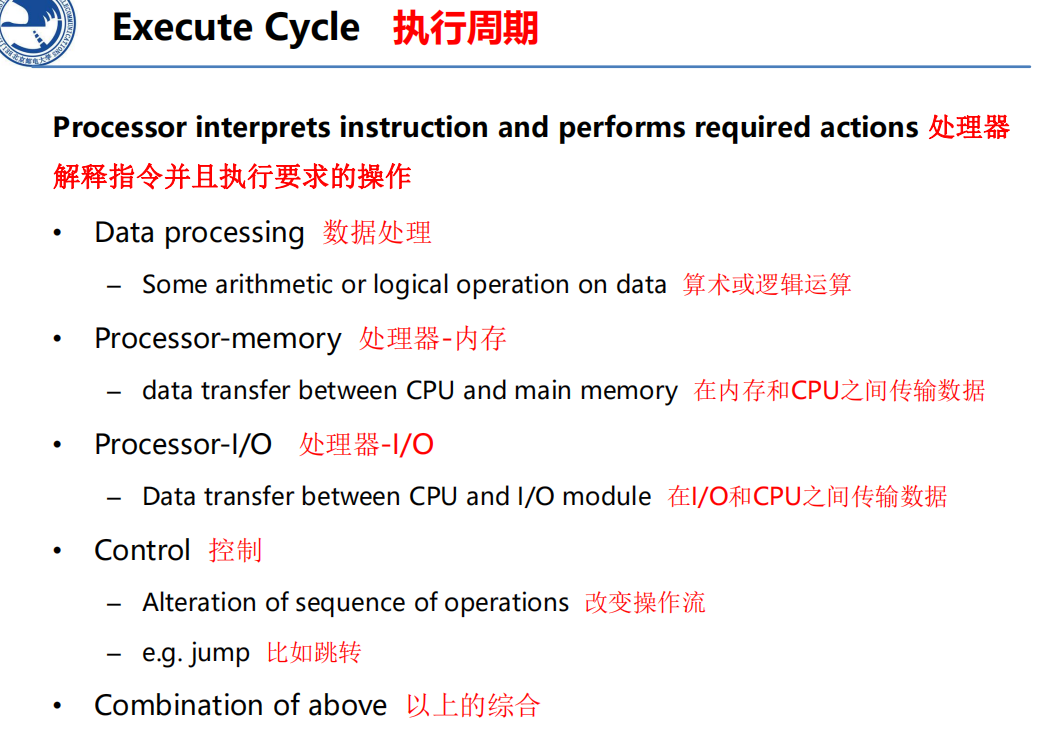 Execute Cycle 执行周期
Processor interprets instruction and performs required actions 处理器
解释指令并且执行要求的操作
• Data processing 数据处理
– Some arithmetic or logical operation on data 算术或逻辑运算
• Processor-memory 处理器-内存
– data transfer between CPU and main memory 在内存和CPU之间传输数据
• Processor-I/O 处理器-I/O
– Data transfer between CPU and I/O module 在I/O和CPU之间传输数据
• Control 控制
– Alteration of sequence of operations 改变操作流
– e.g. jump 比如跳转
• Combination of above 以上的综合